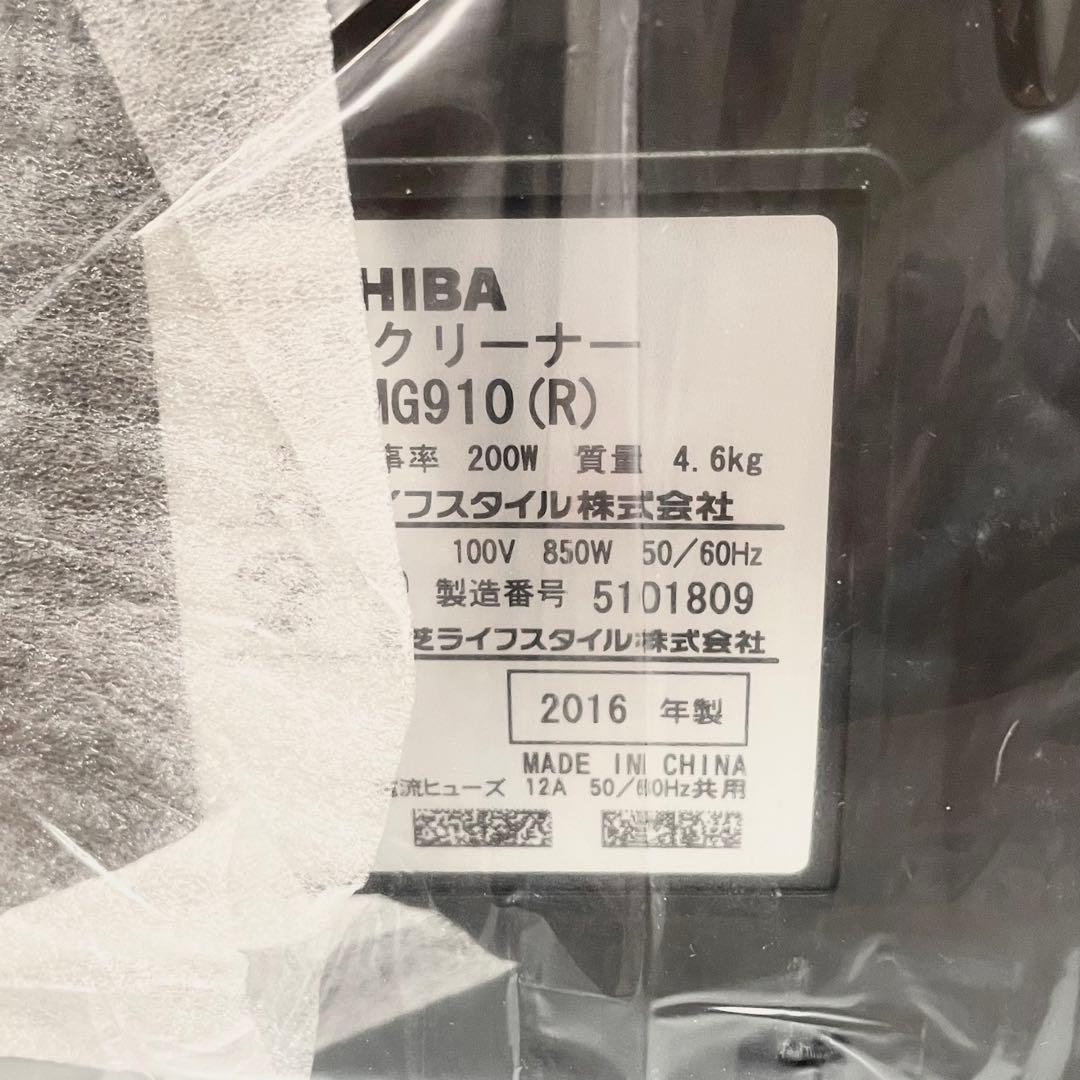 HIBA
クリーナー
MG910(R)
事率 200W 質量 4.6kg
イフスタイル株式会社
100V 850W 50/60Hz
製造番号 5101809
芝ライフスタイル株式会社
2016 年製
MADE IN CHINA
流ヒューズ 12A 50/60Hz共用